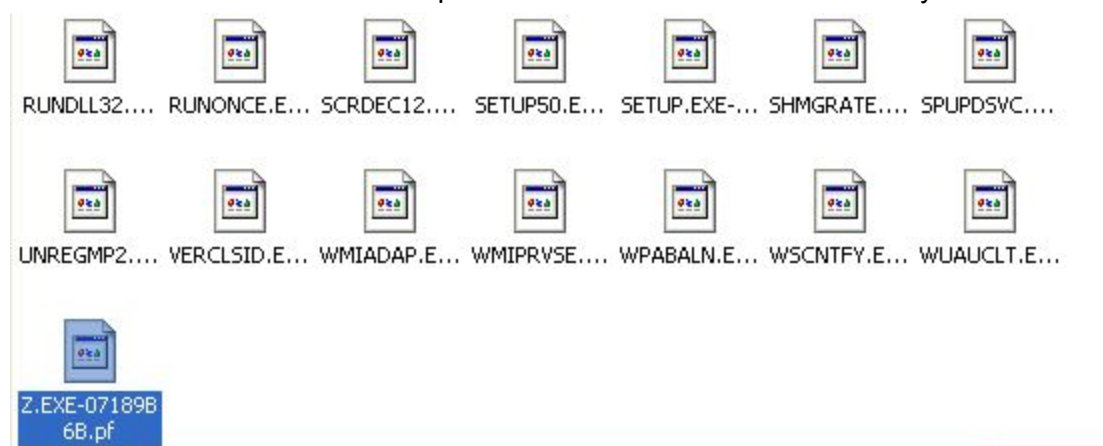 RUNDLL32.... RUNONCE.E... SCRDEC12.... SETUP50.E... SETUP.EXE-... SHMGRATE.... SPUPDSVC....
UNREGMP2.... VERCLSID.E... WMIADAP.E... WMIPRVSE.... WPABALN.E... WSCNTFY.E... WUAUCLT.E...
Z.EXE-07189B
6B.pf